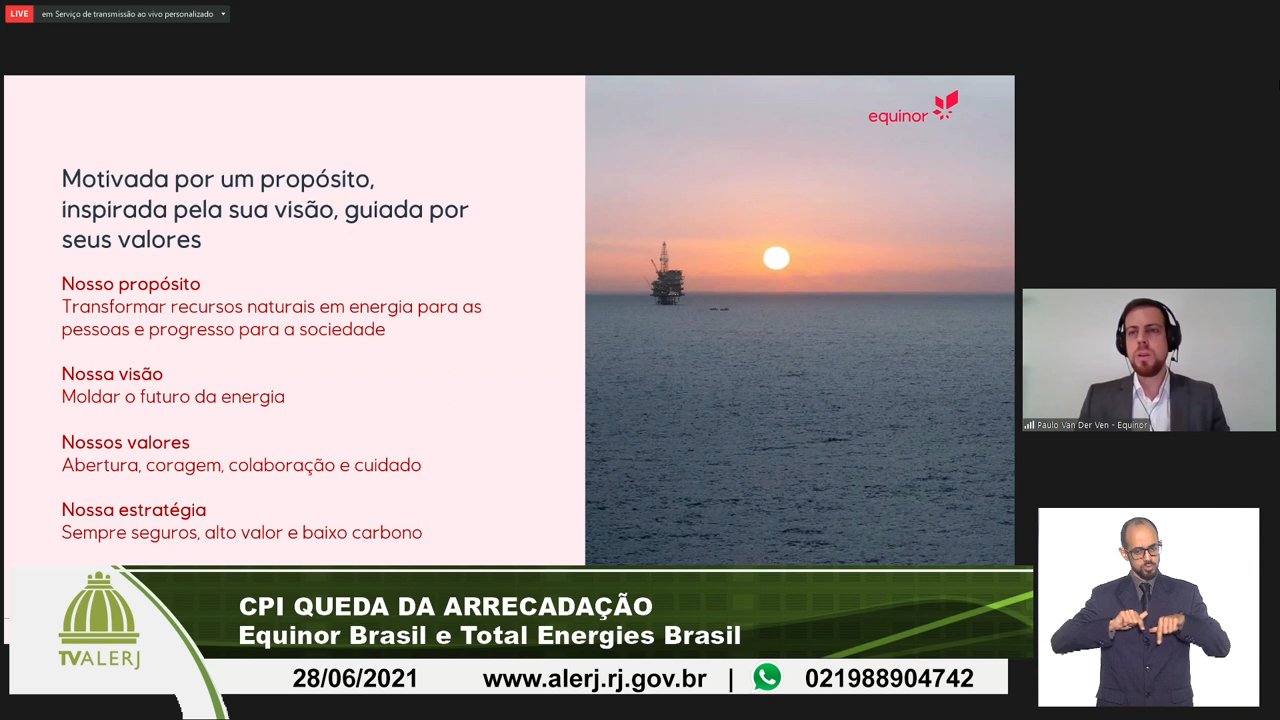 LIVE em Serviço de transmissão ao vivo personalizado
equinor
Motivada por um propósito,
inspirada pela sua visão, guiada por
seus valores
Nosso propósito
Transformar recursos naturais em energia para as
pessoas e progresso para a sociedade
Nossa visão
Moldar o futuro da energia
Nossos valores
Abertura, coragem, colaboração e cuidado
Nossa estratégia
Sempre seguros, alto valor e baixo carbono
Paulo Van Der Ven - Equinor
TVALERJ
CPI QUEDA DA ARRECADAÇÃO
Equinor Brasil e Total Energies Brasil
28/06/2021 www.alerj.rj.gov.br | 021988904742